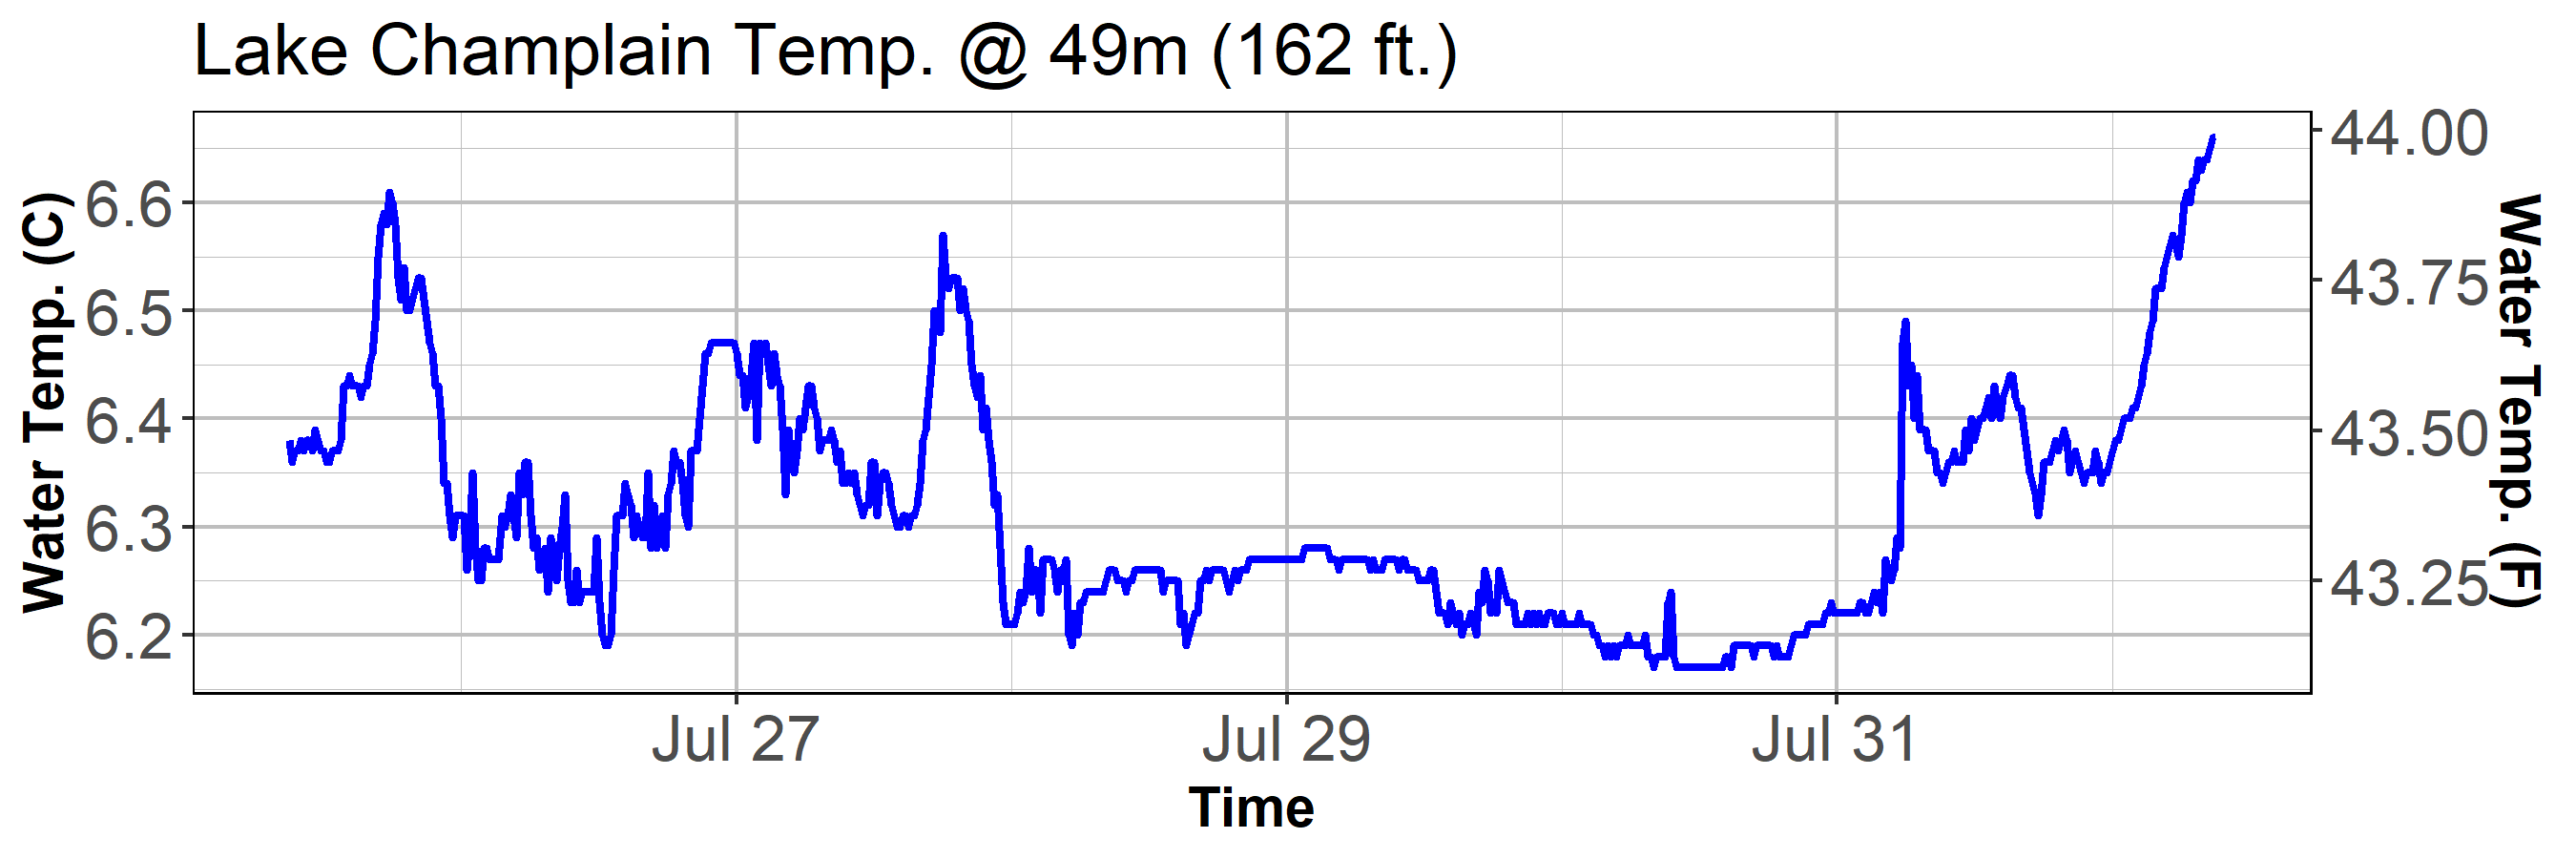 Lake Champlain Temp. @ 49m (162 ft.)
Water Temp. (C)
6.6
6.5
6.4
6.3
6.2
44.00
43.75
43.50
43.25
Water Temp. (F)
Jul 27
Jul 29
Jul 31
Time